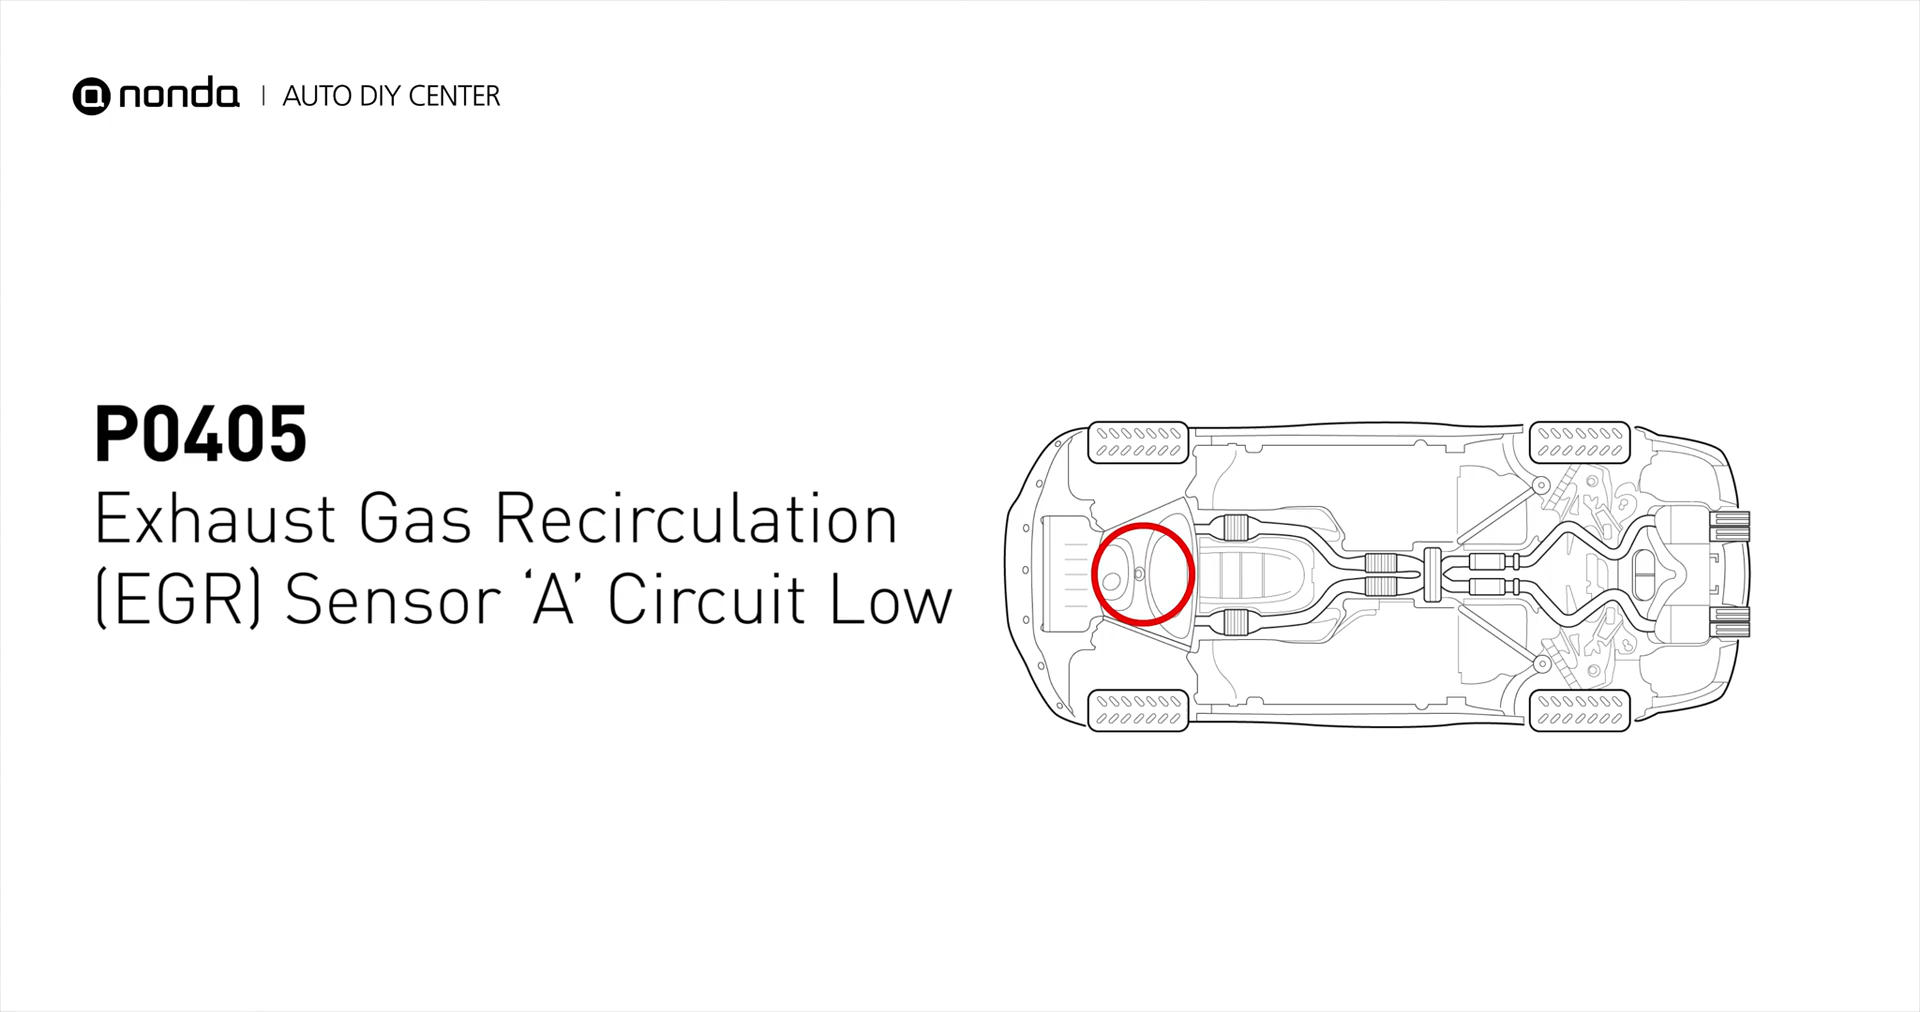 nonda | AUTO DIY CENTER
P0405
Exhaust Gas Recirculation
(EGR) Sensor ‘A’ Circuit Low